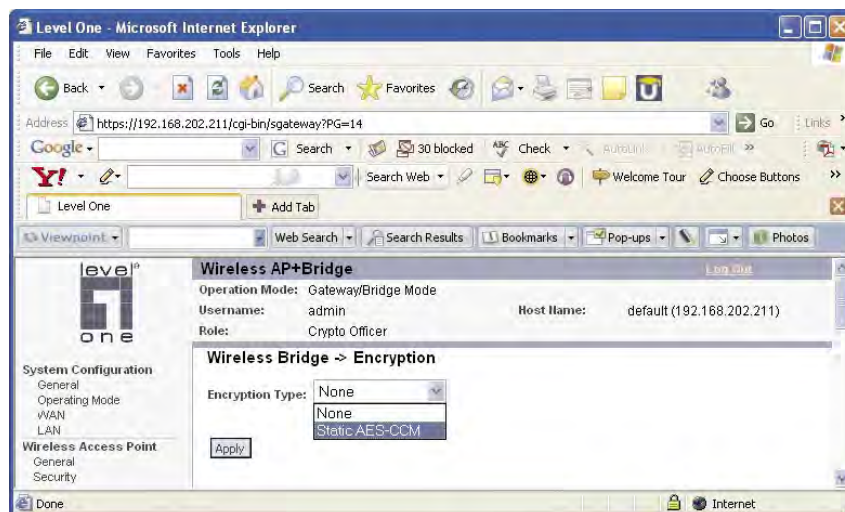 Level One - Microsoft Internet Explorer
File Edit View Favorites Tools Help
Back Search Favorites
Address https://192.168.202.211/cgi-bin/sgateway?PG=14 Go Links »
Google Search 30 blocked ABC Check AutoLink AutoFill »
Y! Search Web Welcome Tour Choose Buttons »
Level One Add Tab
Viewpoint Web Search Search Results Bookmarks Pop-ups Photos
level®
one
Wireless AP+Bridge Log Out
Operation Mode: Gateway/Bridge Mode
Username: admin Host Name: default (192.168.202.211)
Role: Crypto Officer
System Configuration
General
Operating Mode
WAN
LAN
Wireless Access Point
General
Security
Wireless Bridge -> Encryption
Encryption Type: None
None
Static AES-CCM
Apply
Done Internet